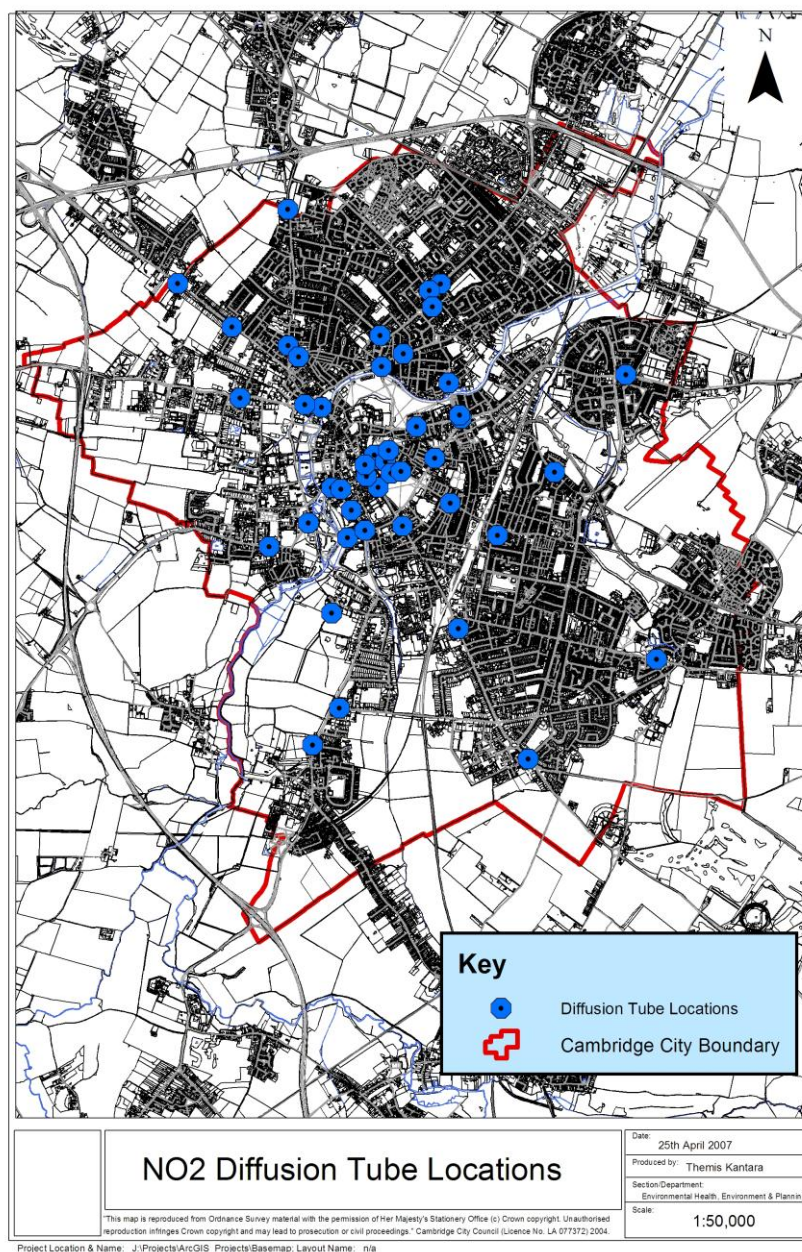 N
Key
Diffusion Tube Locations
Cambridge City Boundary
NO2 Diffusion Tube Locations
"This map is reproduced from Ordnance Survey material with the permission of Her Majesty's Stationery Office (c) Crown copyright. Unauthorised
reproduction infringes Crown copyright and may lead to prosecution or civil proceedings." Cambridge City Council (Licence No. LA 077372) 2004.
Date:
25th April 2007
Produced by: Themis Kantara
Section/Department:
Environmental Health, Environment & Plannin
Scale:
1:50,000
Project Location & Name: J:\Projects\ArcGIS_Projects\Basemap; Layout Name: n/a